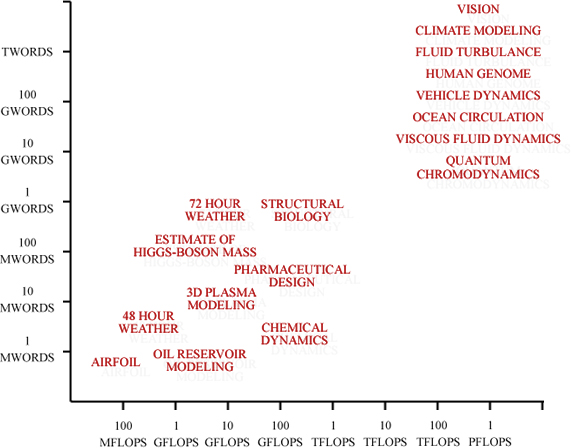 VISION
CLIMATE MODELING
TWORDS
FLUID TURBULANCE
HUMAN GENOME
100
GWORDS
VEHICLE DYNAMICS
OCEAN CIRCULATION
VISCOUS FLUID DYNAMICS
10
GWORDS
QUANTUM
CHROMODYNAMICS
1
GWORDS
72 HOUR
WEATHER
STRUCTURAL
BIOLOGY
100
MWORDS
ESTIMATE OF
HIGGS-BOSON MASS
PHARMACEUTICAL
DESIGN
10
MWORDS
3D PLASMA
MODELING
48 HOUR
WEATHER
CHEMICAL
DYNAMICS
1
MWORDS
AIRFOIL
OIL RESERVOIR
MODELING
100 1 10 100 1 10 100 1
MFLOPS GFLOPS GFLOPS GFLOPS TFLOPS TFLOPS TFLOPS PFLOPS